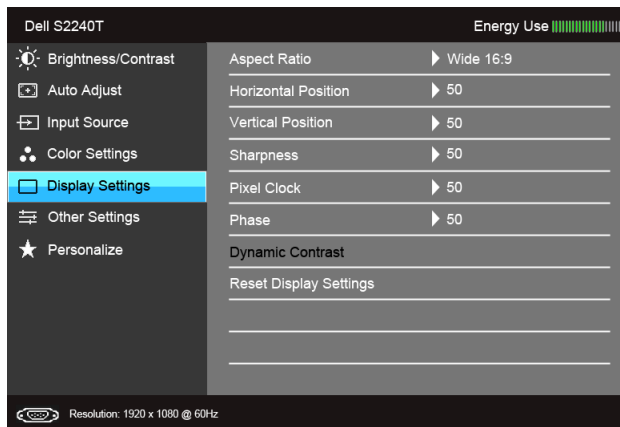 Dell S2240T Energy Use
Brightness/Contrast
Auto Adjust
Input Source
Color Settings
Display Settings
Other Settings
Personalize
Aspect Ratio Wide 16:9
Horizontal Position 50
Vertical Position 50
Sharpness 50
Pixel Clock 50
Phase 50
Dynamic Contrast
Reset Display Settings
Resolution: 1920 x 1080 @ 60Hz